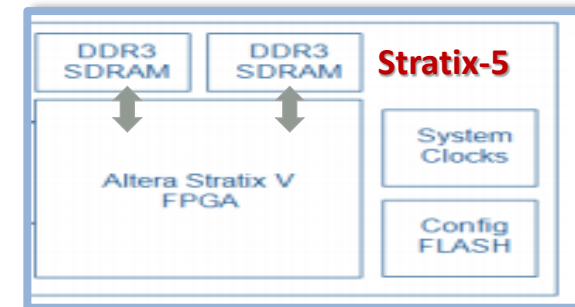 DDR3
SDRAM
DDR3
SDRAM
Stratix-5
Altera Stratix V
FPGA
System
Clocks
Config
FLASH